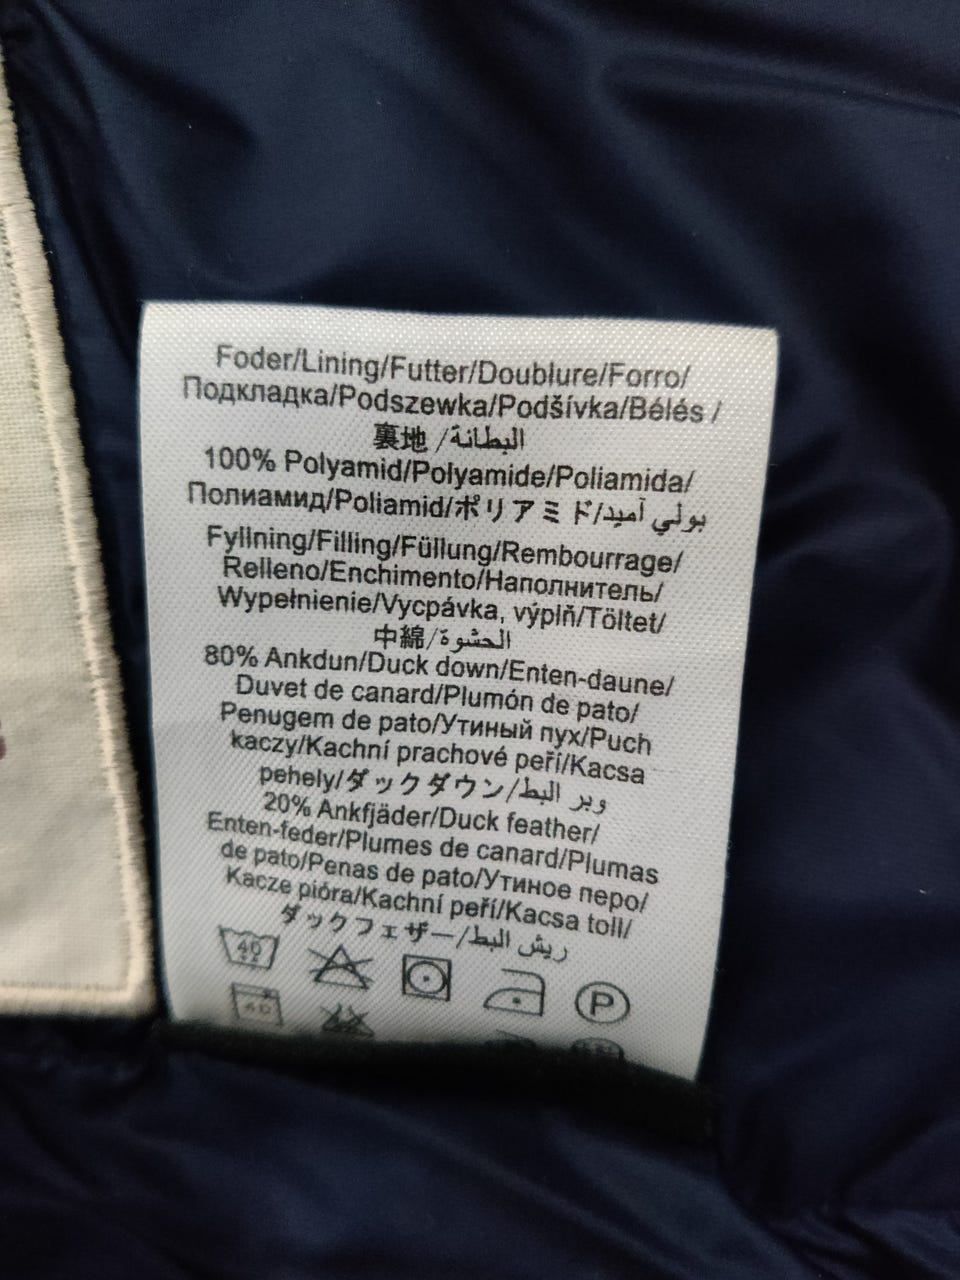 Foder/Lining/Futter/Doublure/Forro/
Подкладка/Podszewka/Podšívka/Bélés /
裏地 /البطانة
100% Polyamid/Polyamide/Poliamida/
Полиамид/Poliamid/ポリアミド/بولي آميد
Fyllning/Filling/Füllung/Rembourrage/
Relleno/Enchimento/Наполнитель/
Wypełnienie/Vycpávka, výplň/Töltet/
中綿/الحشوة
80% Ankdun/Duck down/Enten-daune/
Duvet de canard/Plumón de pato/
Penugem de pato/Утиный пух/Puch
kaczy/Kachní prachové peří/Kacsa
pehely/ダックダウン/وبر البط
20% Ankfjäder/Duck feather/
Enten-feder/Plumes de canard/Plumas
de pato/Penas de pato/Утиное перо/
Kacze pióra/Kachní peří/Kacsa toll/
ダックフェザー/ريش البط
40 P
40